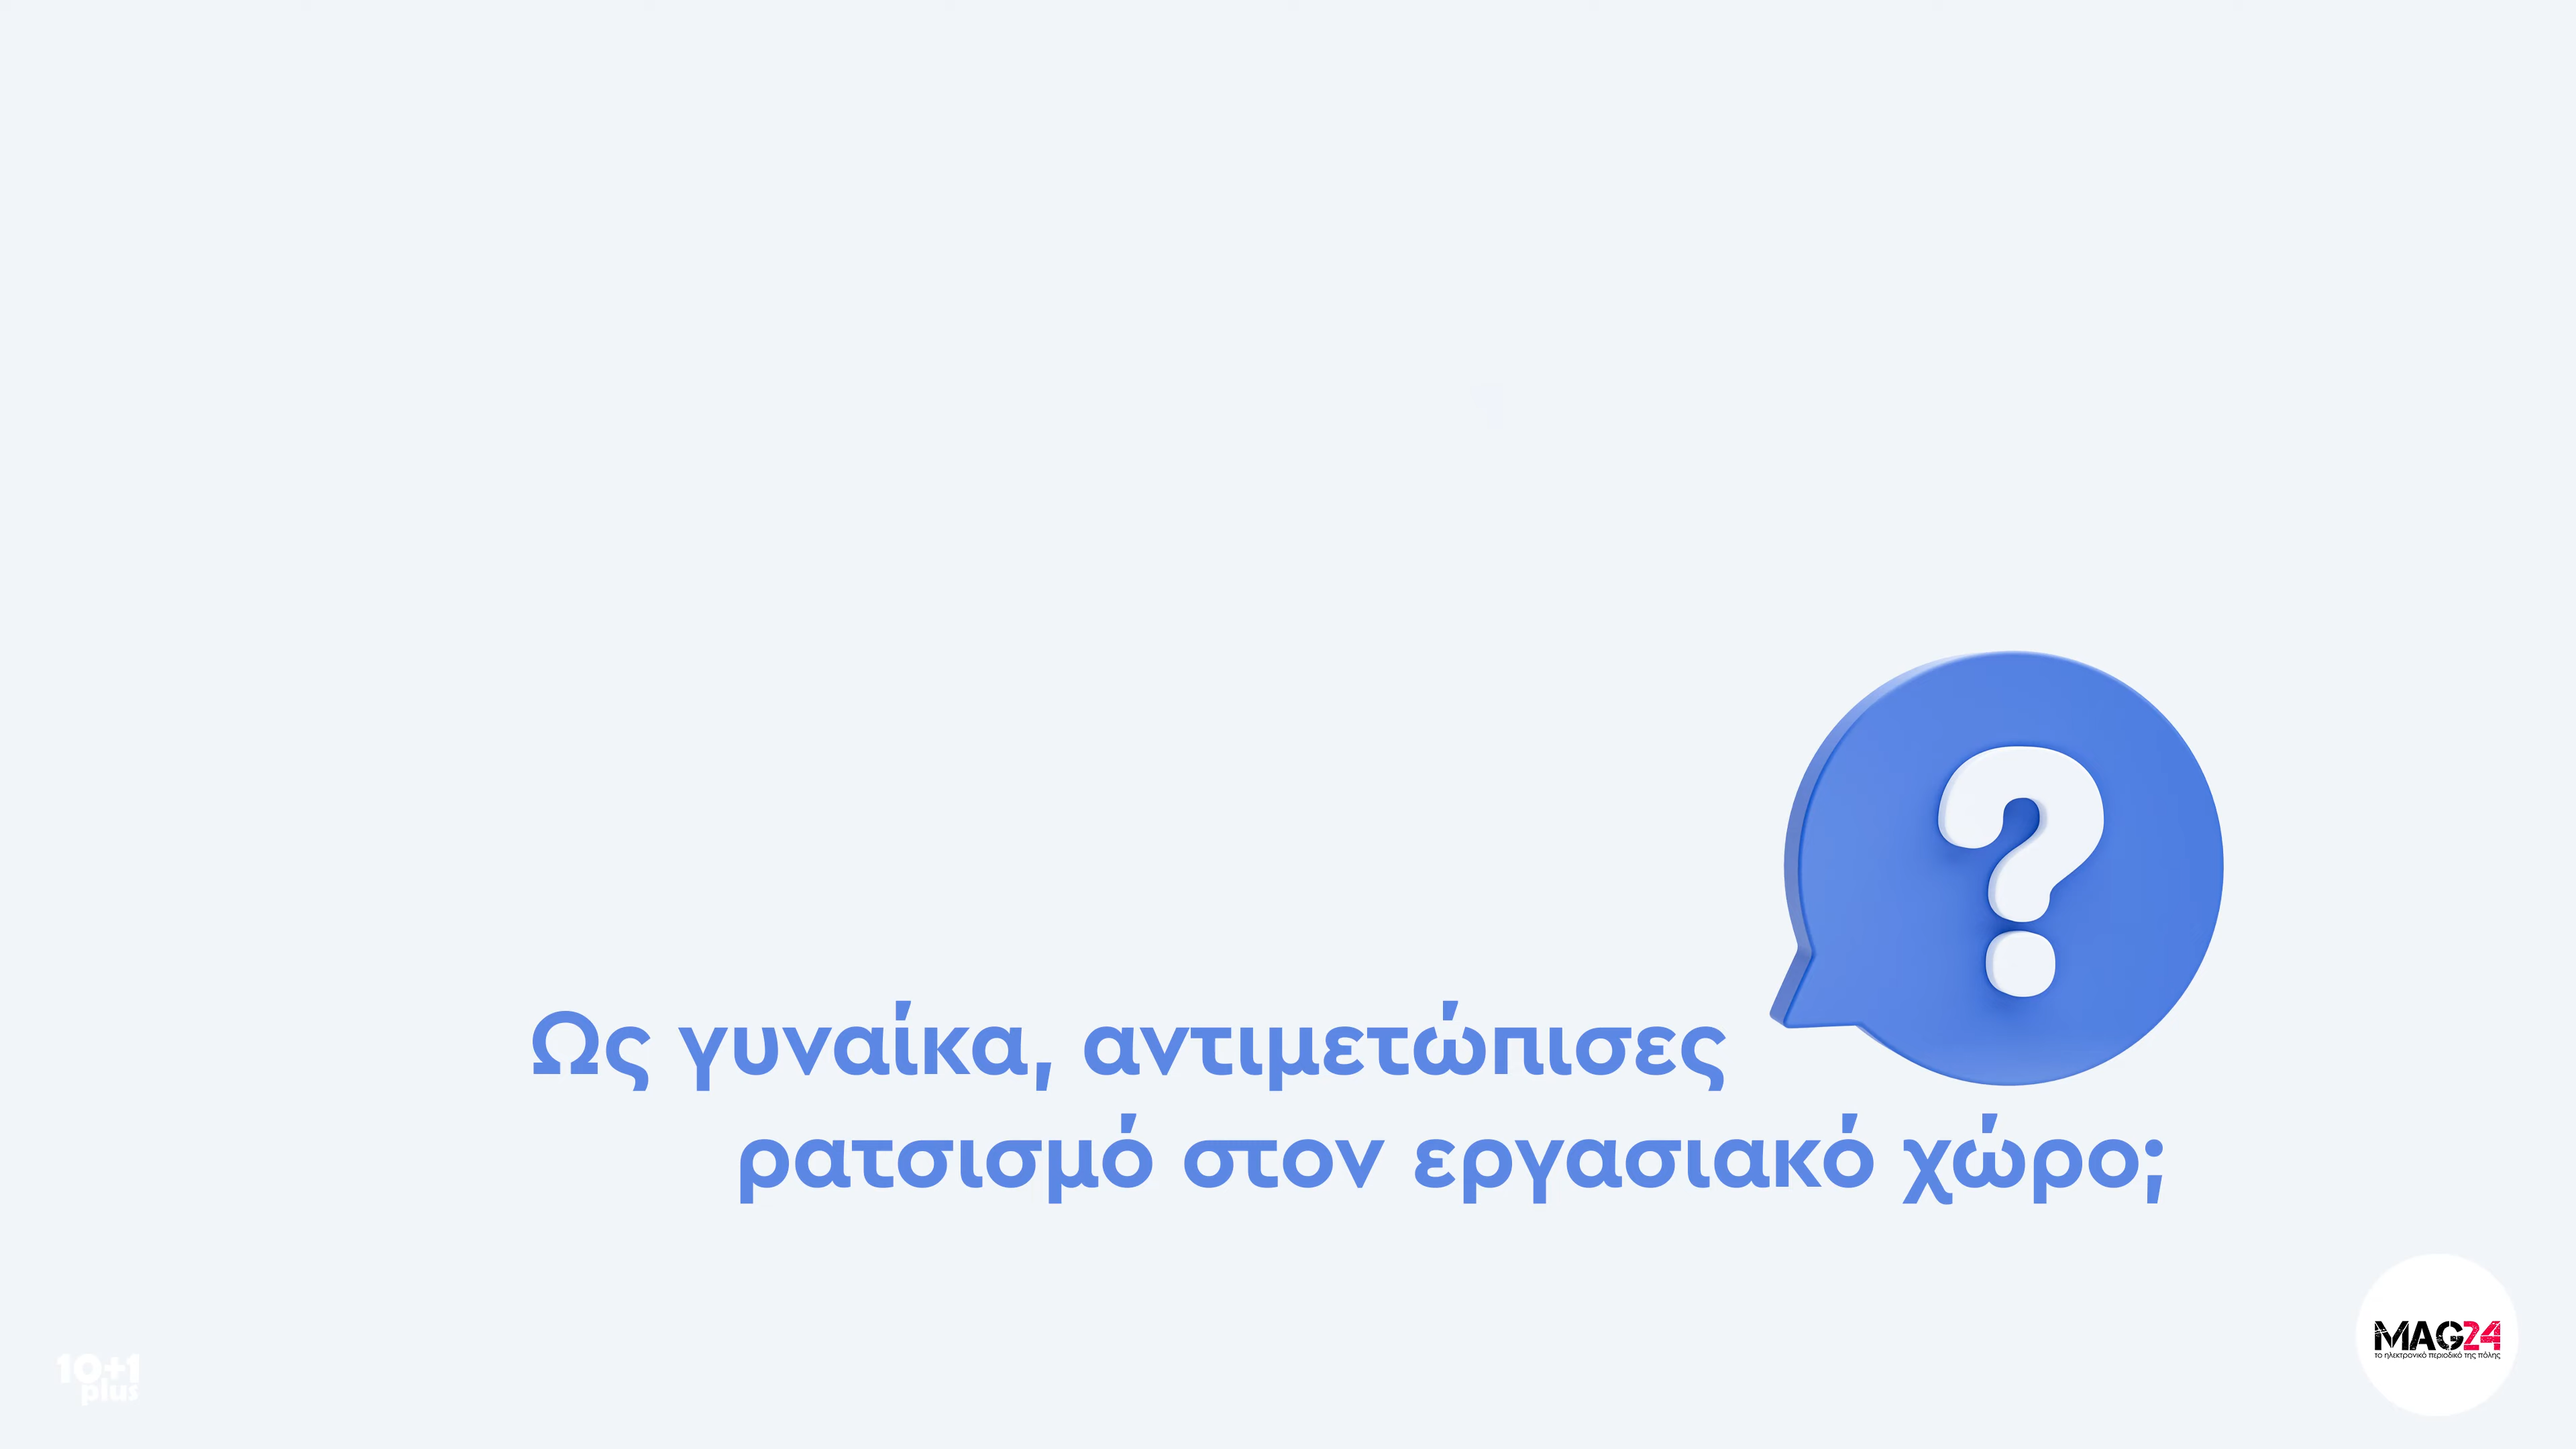 ?
Ως γυναίκα, αντιμετώπισες
ρατσισμό στον εργασιακό χώρο;
MAG24
το ηλεκτρονικό περιοδικό της πόλης
10+1
plus